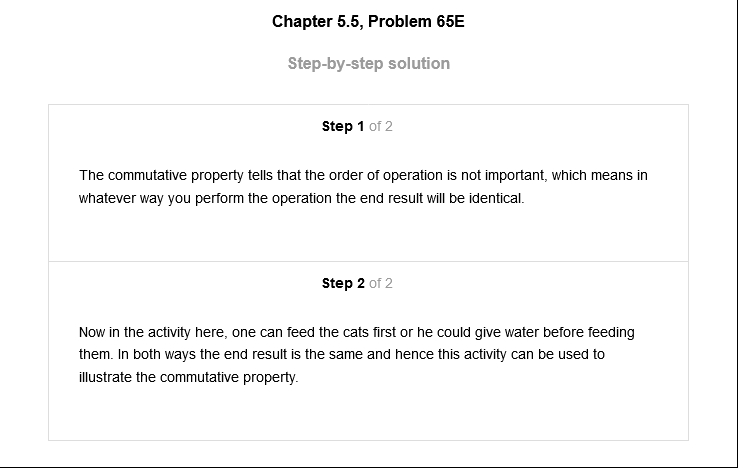 Chapter 5.5, Problem 65E
Step-by-step solution
Step 1 of 2
The commutative property tells that the order of operation is not important, which means in
whatever way you perform the operation the end result will be identical.
Step 2 of 2
Now in the activity here, one can feed the cats first or he could give water before feeding
them. In both ways the end result is the same and hence this activity can be used to
illustrate the commutative property.